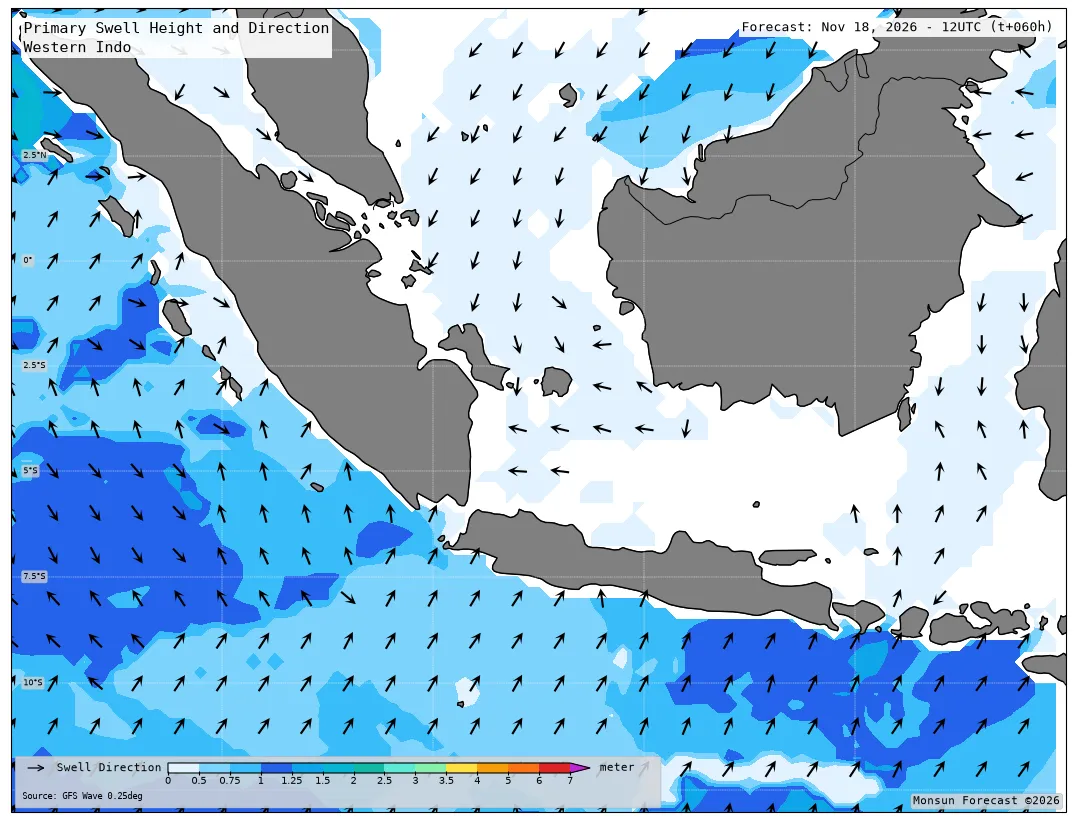 Primary Swell Height and Direction
Western Indo
Forecast: Nov 18, 2026 - 12UTC (t+060h)
2.5°N
0°
2.5°S
5°S
7.5°S
10°S
Swell Direction
meter
0 0.5 0.75 1 1.25 1.5 2 2.5 3 3.5 4 5 6 7
Source: GFS Wave 0.25deg
Monsun Forecast ©2026